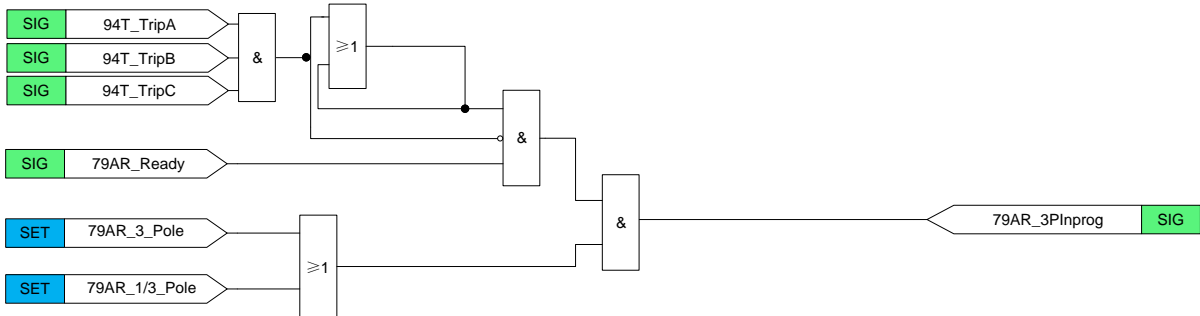 SIG 94T_TripA
SIG 94T_TripB
SIG 94T_TripC
&
≥1
&
SIG 79AR_Ready
&
SET 79AR_3_Pole
SET 79AR_1/3_Pole
≥1
79AR_3PInprog SIG